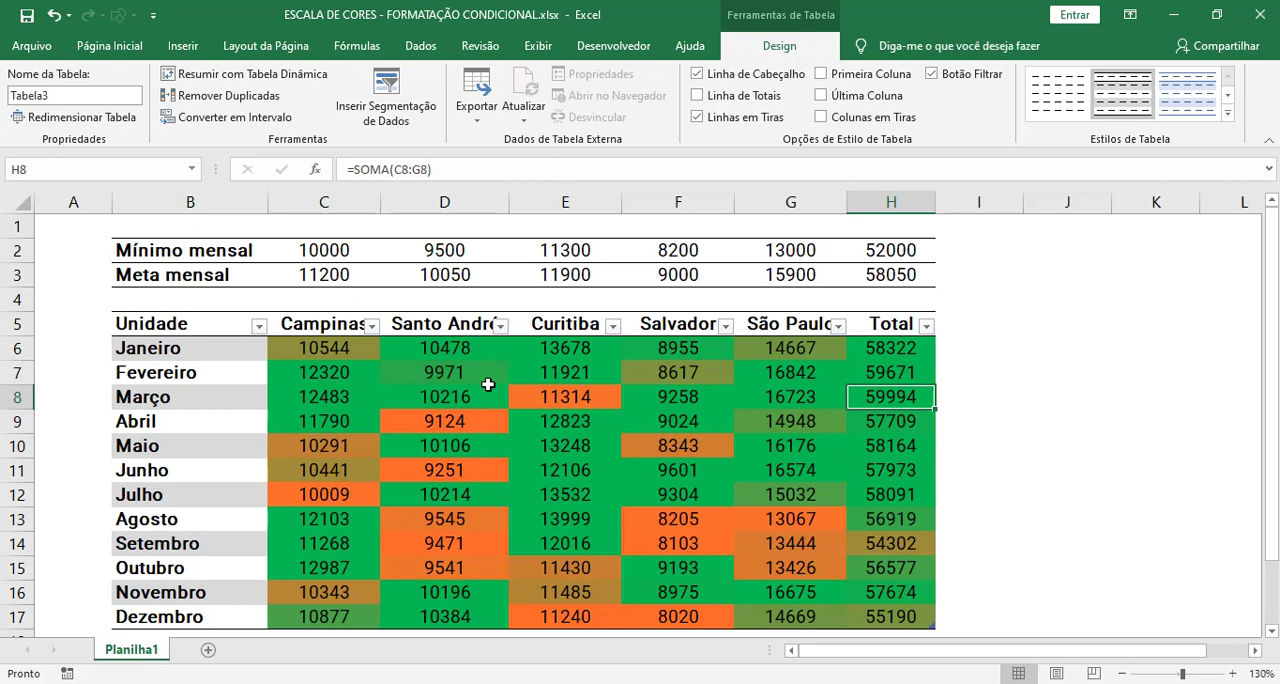 ESCALA DE CORES - FORMATAÇÃO CONDICIONAL.xlsx - Excel
Ferramentas de Tabela
Entrar
Arquivo Página Inicial Inserir Layout da Página Fórmulas Dados Revisão Exibir Desenvolvedor Ajuda Design Diga-me o que você deseja fazer Compartilhar
Nome da Tabela:
Tabela3
Redimensionar Tabela
Propriedades
Resumir com Tabela Dinâmica
Remover Duplicadas
Converter em Intervalo
Inserir Segmentação
de Dados
Ferramentas
Exportar Atualizar
Propriedades
Abrir no Navegador
Desvincular
Dados de Tabela Externa
Linha de Cabeçalho Primeira Coluna Botão Filtrar
Linha de Totais Última Coluna
Linhas em Tiras Colunas em Tiras
Opções de Estilo de Tabela
Estilos de Tabela
H8 fx =SOMA(C8:G8)
A B C D E F G H I J K L
1
2 Mínimo mensal 10000 9500 11300 8200 13000 52000
3 Meta mensal 11200 10050 11900 9000 15900 58050
4
5 Unidade Campinas Santo André Curitiba Salvador São Paulo Total
6 Janeiro 10544 10478 13678 8955 14667 58322
7 Fevereiro 12320 9971 11921 8617 16842 59671
8 Março 12483 10216 11314 9258 16723 59994
9 Abril 11790 9124 12823 9024 14948 57709
10 Maio 10291 10106 13248 8343 16176 58164
11 Junho 10441 9251 12106 9601 16574 57973
12 Julho 10009 10214 13532 9304 15032 58091
13 Agosto 12103 9545 13999 8205 13067 56919
14 Setembro 11268 9471 12016 8103 13444 54302
15 Outubro 12987 9541 11430 9193 13426 56577
16 Novembro 10343 10196 11485 8975 16675 57674
17 Dezembro 10877 10384 11240 8020 14669 55190
Planilha1
Pronto 130%